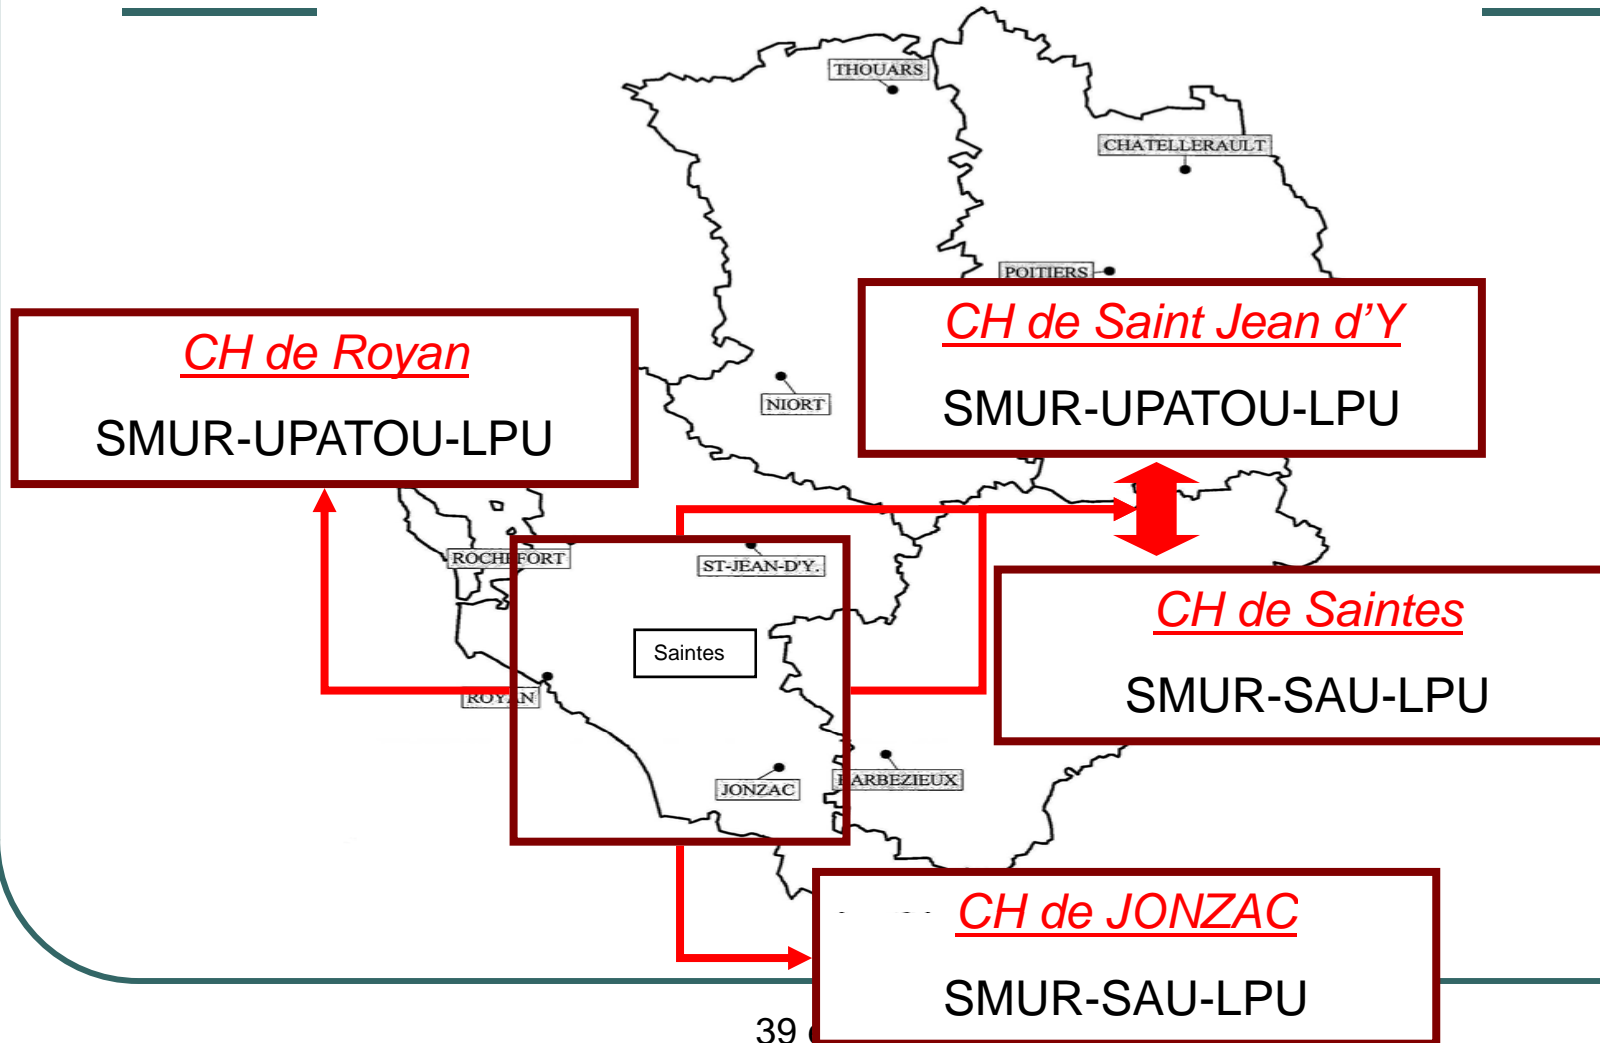 THOUARS
CHATELLERAULT
POITIERS
CH de Royan
SMUR-UPATOU-LPU
CH de Saint Jean d'Y
SMUR-UPATOU-LPU
NIORT
ROCHEFORT
ST-JEAN-D'Y.
Saintes
CH de Saintes
SMUR-SAU-LPU
ROYAN
JONZAC
BARBEZIEUX
CH de JONZAC
SMUR-SAU-LPU
39